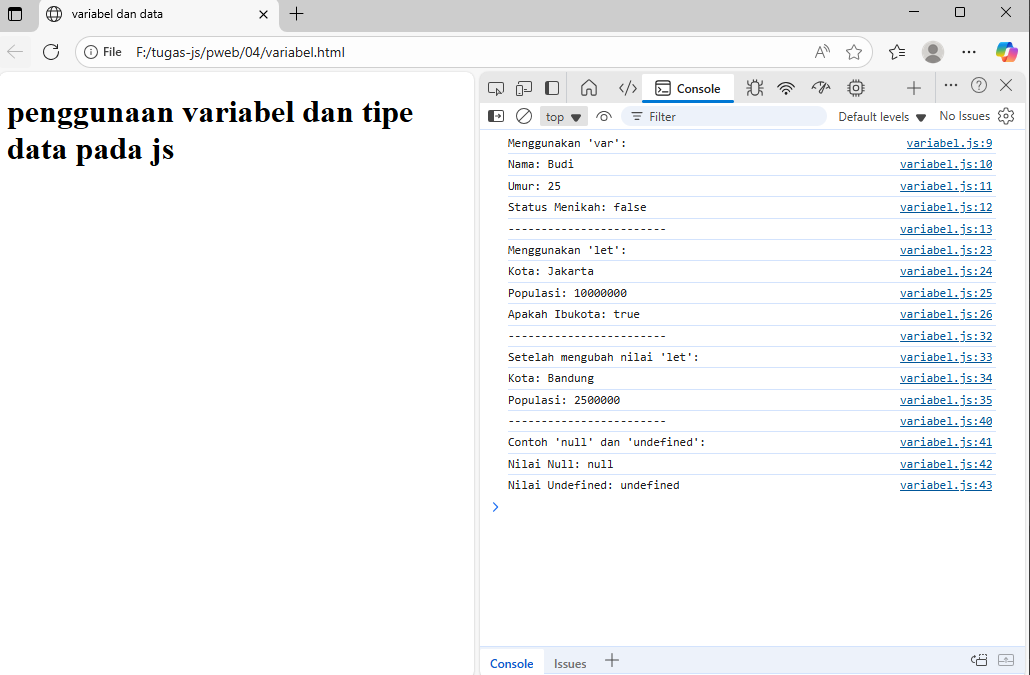 variabel dan data
File F:/tugas-js/pweb/04/variabel.html
penggunaan variabel dan tipe
data pada js
Console
top Filter Default levels No Issues
Menggunakan 'var': variabel.js:9
Nama: Budi variabel.js:10
Umur: 25 variabel.js:11
Status Menikah: false variabel.js:12
------------------------ variabel.js:13
Menggunakan 'let': variabel.js:23
Kota: Jakarta variabel.js:24
Populasi: 10000000 variabel.js:25
Apakah Ibukota: true variabel.js:26
------------------------ variabel.js:32
Setelah mengubah nilai 'let': variabel.js:33
Kota: Bandung variabel.js:34
Populasi: 2500000 variabel.js:35
------------------------ variabel.js:40
Contoh 'null' dan 'undefined': variabel.js:41
Nilai Null: null variabel.js:42
Nilai Undefined: undefined variabel.js:43
Console Issues